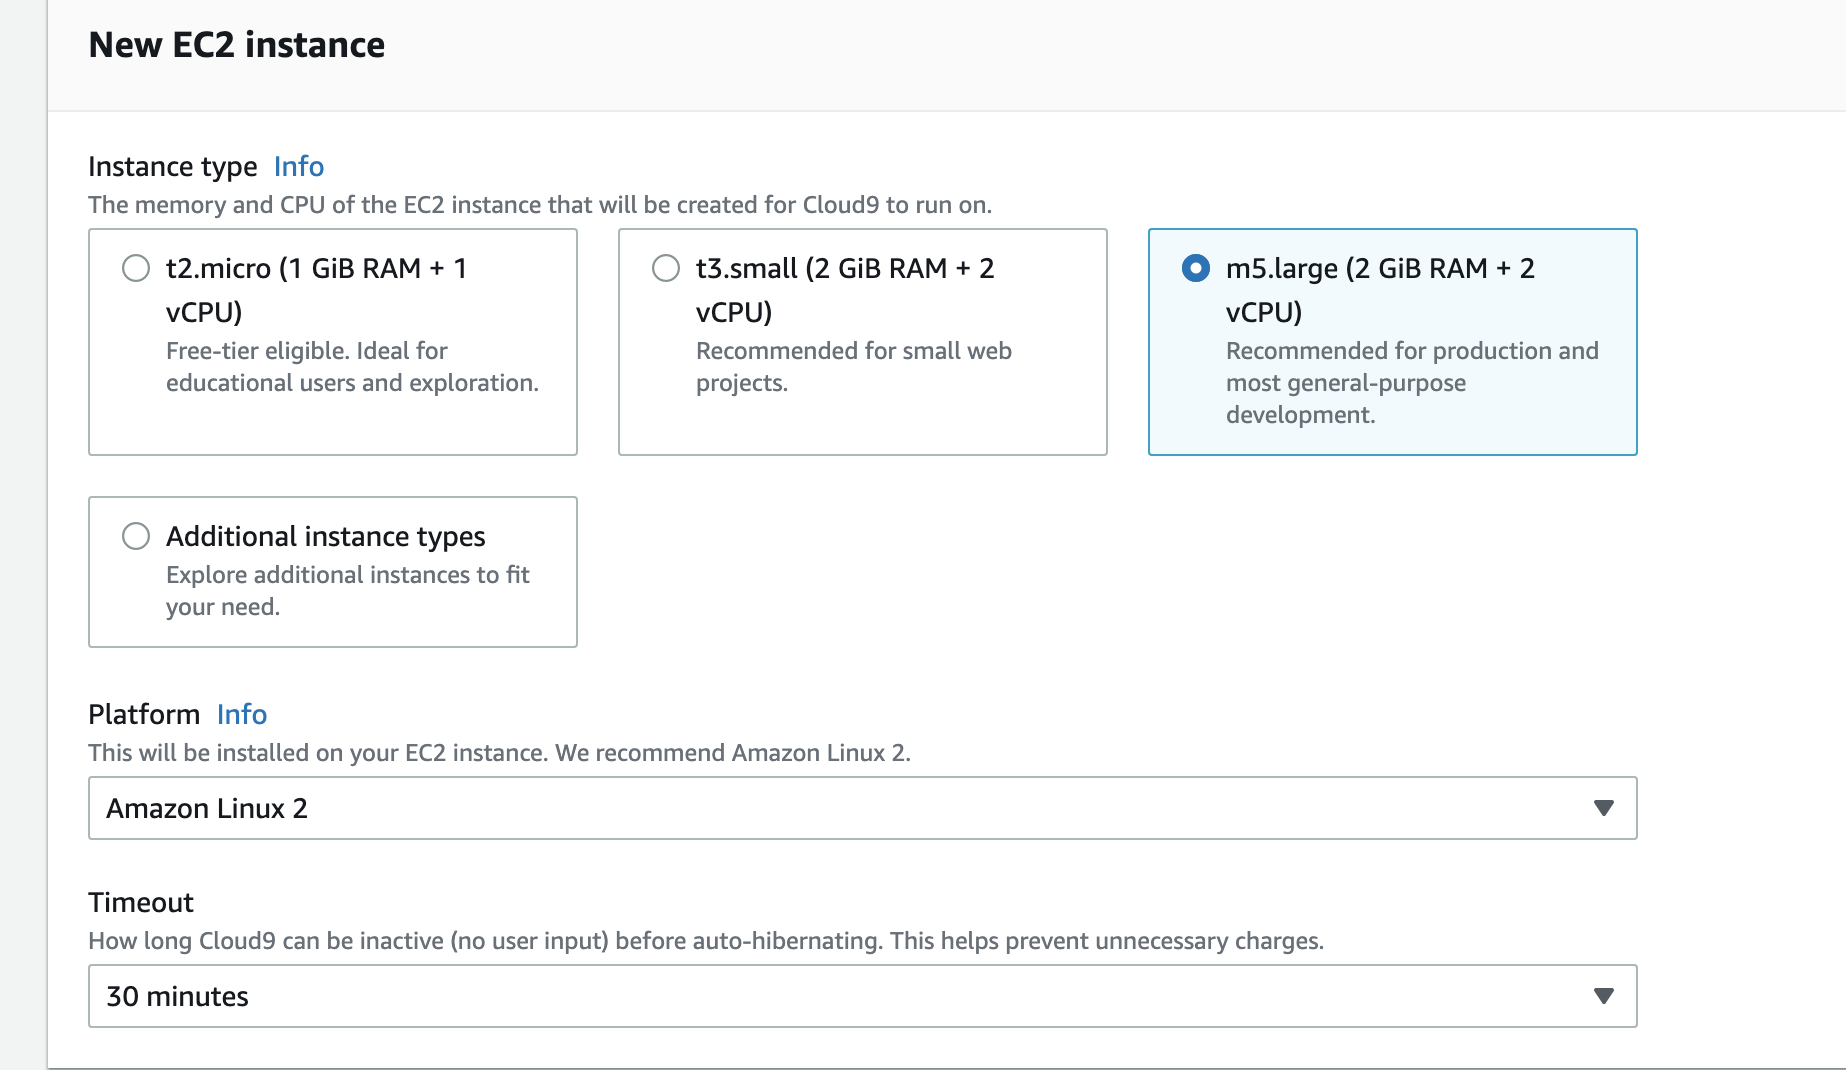 New EC2 instance
Instance type Info
The memory and CPU of the EC2 instance that will be created for Cloud9 to run on.
t2.micro (1 GiB RAM + 1
vCPU)
Free-tier eligible. Ideal for
educational users and exploration.
t3.small (2 GiB RAM + 2
vCPU)
Recommended for small web
projects.
m5.large (2 GiB RAM + 2
vCPU)
Recommended for production and
most general-purpose
development.
Additional instance types
Explore additional instances to fit
your need.
Platform Info
This will be installed on your EC2 instance. We recommend Amazon Linux 2.
Amazon Linux 2
Timeout
How long Cloud9 can be inactive (no user input) before auto-hibernating. This helps prevent unnecessary charges.
30 minutes